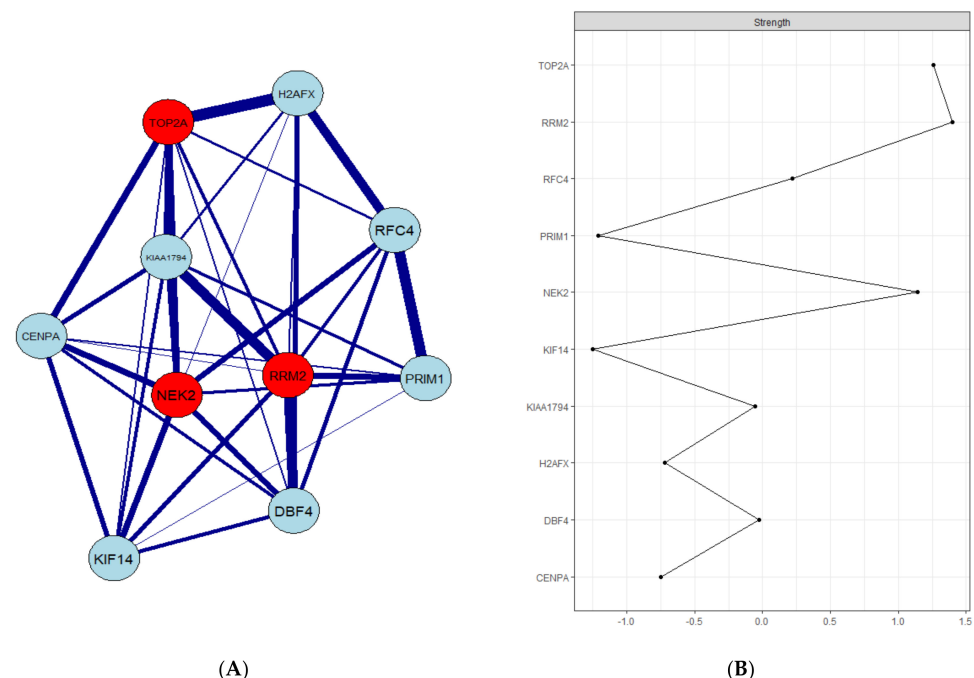 H2AFX
TOP2A
RFC4
KIAA1794
CENPA
RRM2
PRIM1
NEK2
DBF4
KIF14
(A)
Strength
TOP2A
RRM2
RFC4
PRIM1
NEK2
KIF14
KIAA1794
H2AFX
DBF4
CENPA
-1.0 -0.5 0.0 0.5 1.0 1.5
(B)